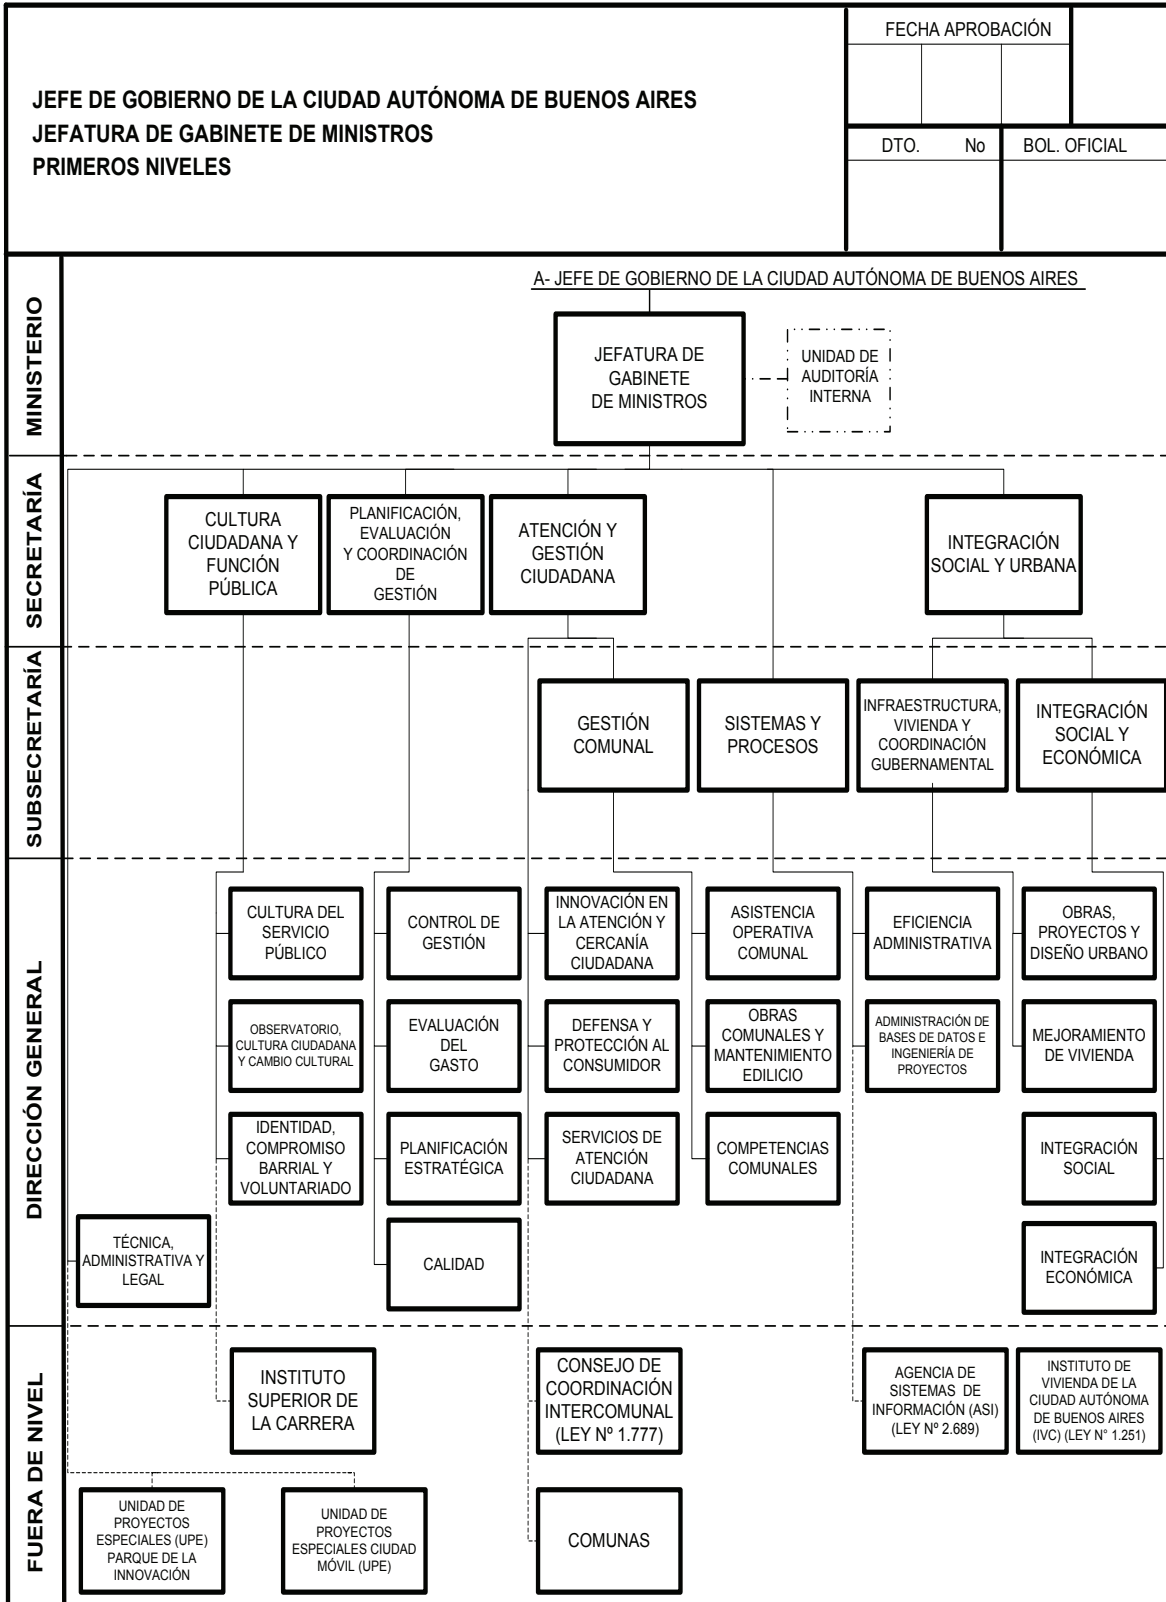 JEFE DE GOBIERNO DE LA CIUDAD AUTÓNOMA DE BUENOS AIRES
JEFATURA DE GABINETE DE MINISTROS
PRIMEROS NIVELES
FECHA APROBACIÓN
DTO. No
BOL. OFICIAL
MINISTERIO
A- JEFE DE GOBIERNO DE LA CIUDAD AUTÓNOMA DE BUENOS AIRES
JEFATURA DE
GABINETE
DE MINISTROS
UNIDAD DE
AUDITORÍA
INTERNA
SECRETARÍA
CULTURA
CIUDADANA Y
FUNCIÓN
PÚBLICA
PLANIFICACIÓN,
EVALUACIÓN
Y COORDINACIÓN
DE
GESTIÓN
ATENCIÓN Y
GESTIÓN
CIUDADANA
INTEGRACIÓN
SOCIAL Y URBANA
SUBSECRETARÍA
GESTIÓN
COMUNAL
SISTEMAS Y
PROCESOS
INFRAESTRUCTURA,
VIVIENDA Y
COORDINACIÓN
GUBERNAMENTAL
INTEGRACIÓN
SOCIAL Y
ECONÓMICA
DIRECCIÓN GENERAL
CULTURA DEL
SERVICIO
PÚBLICO
CONTROL DE
GESTIÓN
INNOVACIÓN EN
LA ATENCIÓN Y
CERCANÍA
CIUDADANA
ASISTENCIA
OPERATIVA
COMUNAL
EFICIENCIA
ADMINISTRATIVA
OBRAS,
PROYECTOS Y
DISEÑO URBANO
OBSERVATORIO,
CULTURA CIUDADANA
Y CAMBIO CULTURAL
EVALUACIÓN
DEL
GASTO
DEFENSA Y
PROTECCIÓN AL
CONSUMIDOR
OBRAS
COMUNALES Y
MANTENIMIENTO
EDILICIO
ADMINISTRACIÓN DE
BASES DE DATOS E
INGENIERÍA DE
PROYECTOS
MEJORAMIENTO
DE VIVIENDA
IDENTIDAD,
COMPROMISO
BARRIAL Y
VOLUNTARIADO
PLANIFICACIÓN
ESTRATÉGICA
SERVICIOS DE
ATENCIÓN
CIUDADANA
COMPETENCIAS
COMUNALES
INTEGRACIÓN
SOCIAL
TÉCNICA,
ADMINISTRATIVA Y
LEGAL
CALIDAD
INTEGRACIÓN
ECONÓMICA
FUERA DE NIVEL
INSTITUTO
SUPERIOR DE
LA CARRERA
CONSEJO DE
COORDINACIÓN
INTERCOMUNAL
(LEY Nº 1.777)
AGENCIA DE
SISTEMAS DE
INFORMACIÓN (ASI)
(LEY Nº 2.689)
INSTITUTO DE
VIVIENDA DE LA
CIUDAD AUTÓNOMA
DE BUENOS AIRES
(IVC) (LEY N° 1.251)
UNIDAD DE
PROYECTOS
ESPECIALES (UPE)
PARQUE DE LA
INNOVACIÓN
UNIDAD DE
PROYECTOS
ESPECIALES CIUDAD
MÓVIL (UPE)
COMUNAS